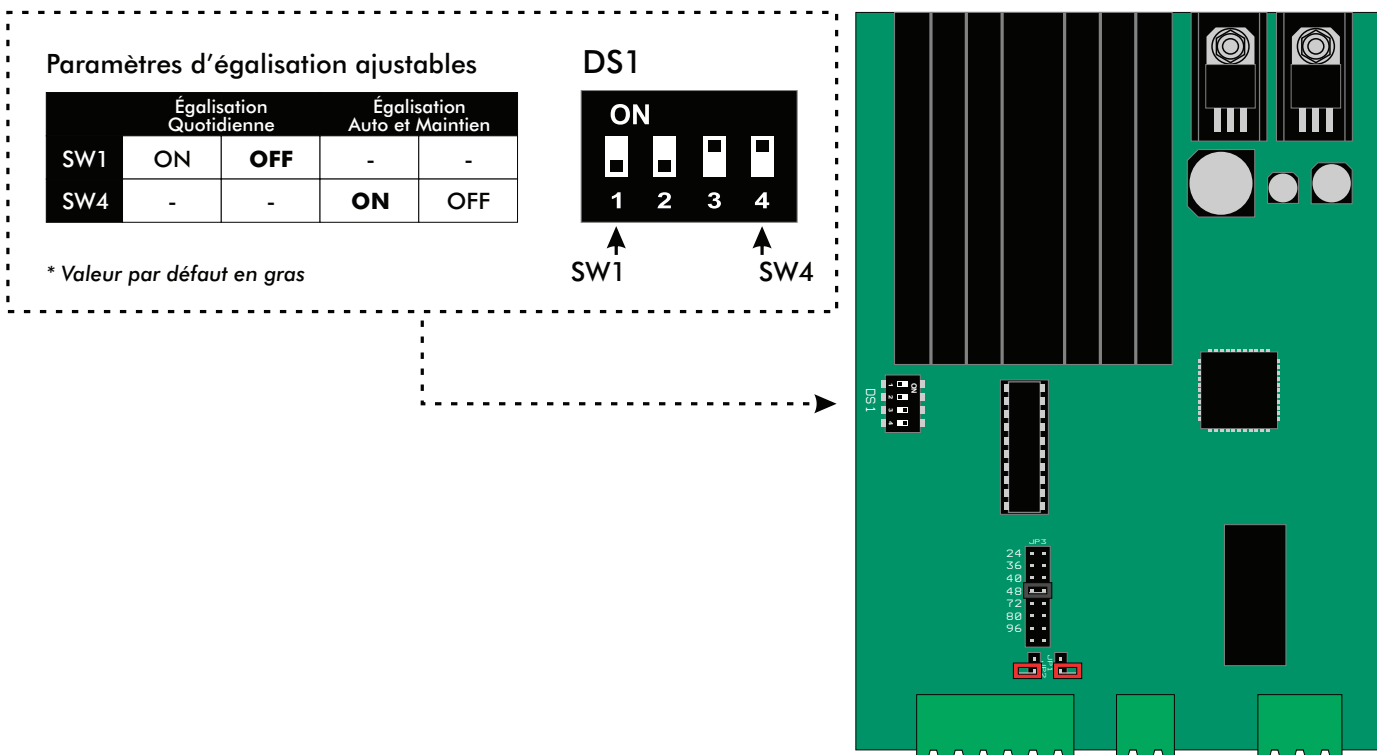 Paramètres d'égalisation ajustables
Égalisation Quotidienne Égalisation Auto et Maintien
SW1 ON OFF - -
SW4 - - ON OFF
* Valeur par défaut en gras
DS1
ON
1 2 3 4
SW1 SW4
DS1
ON
1
2
3
4
JP3
24
36
40
48
72
80
96
JP2 JP1